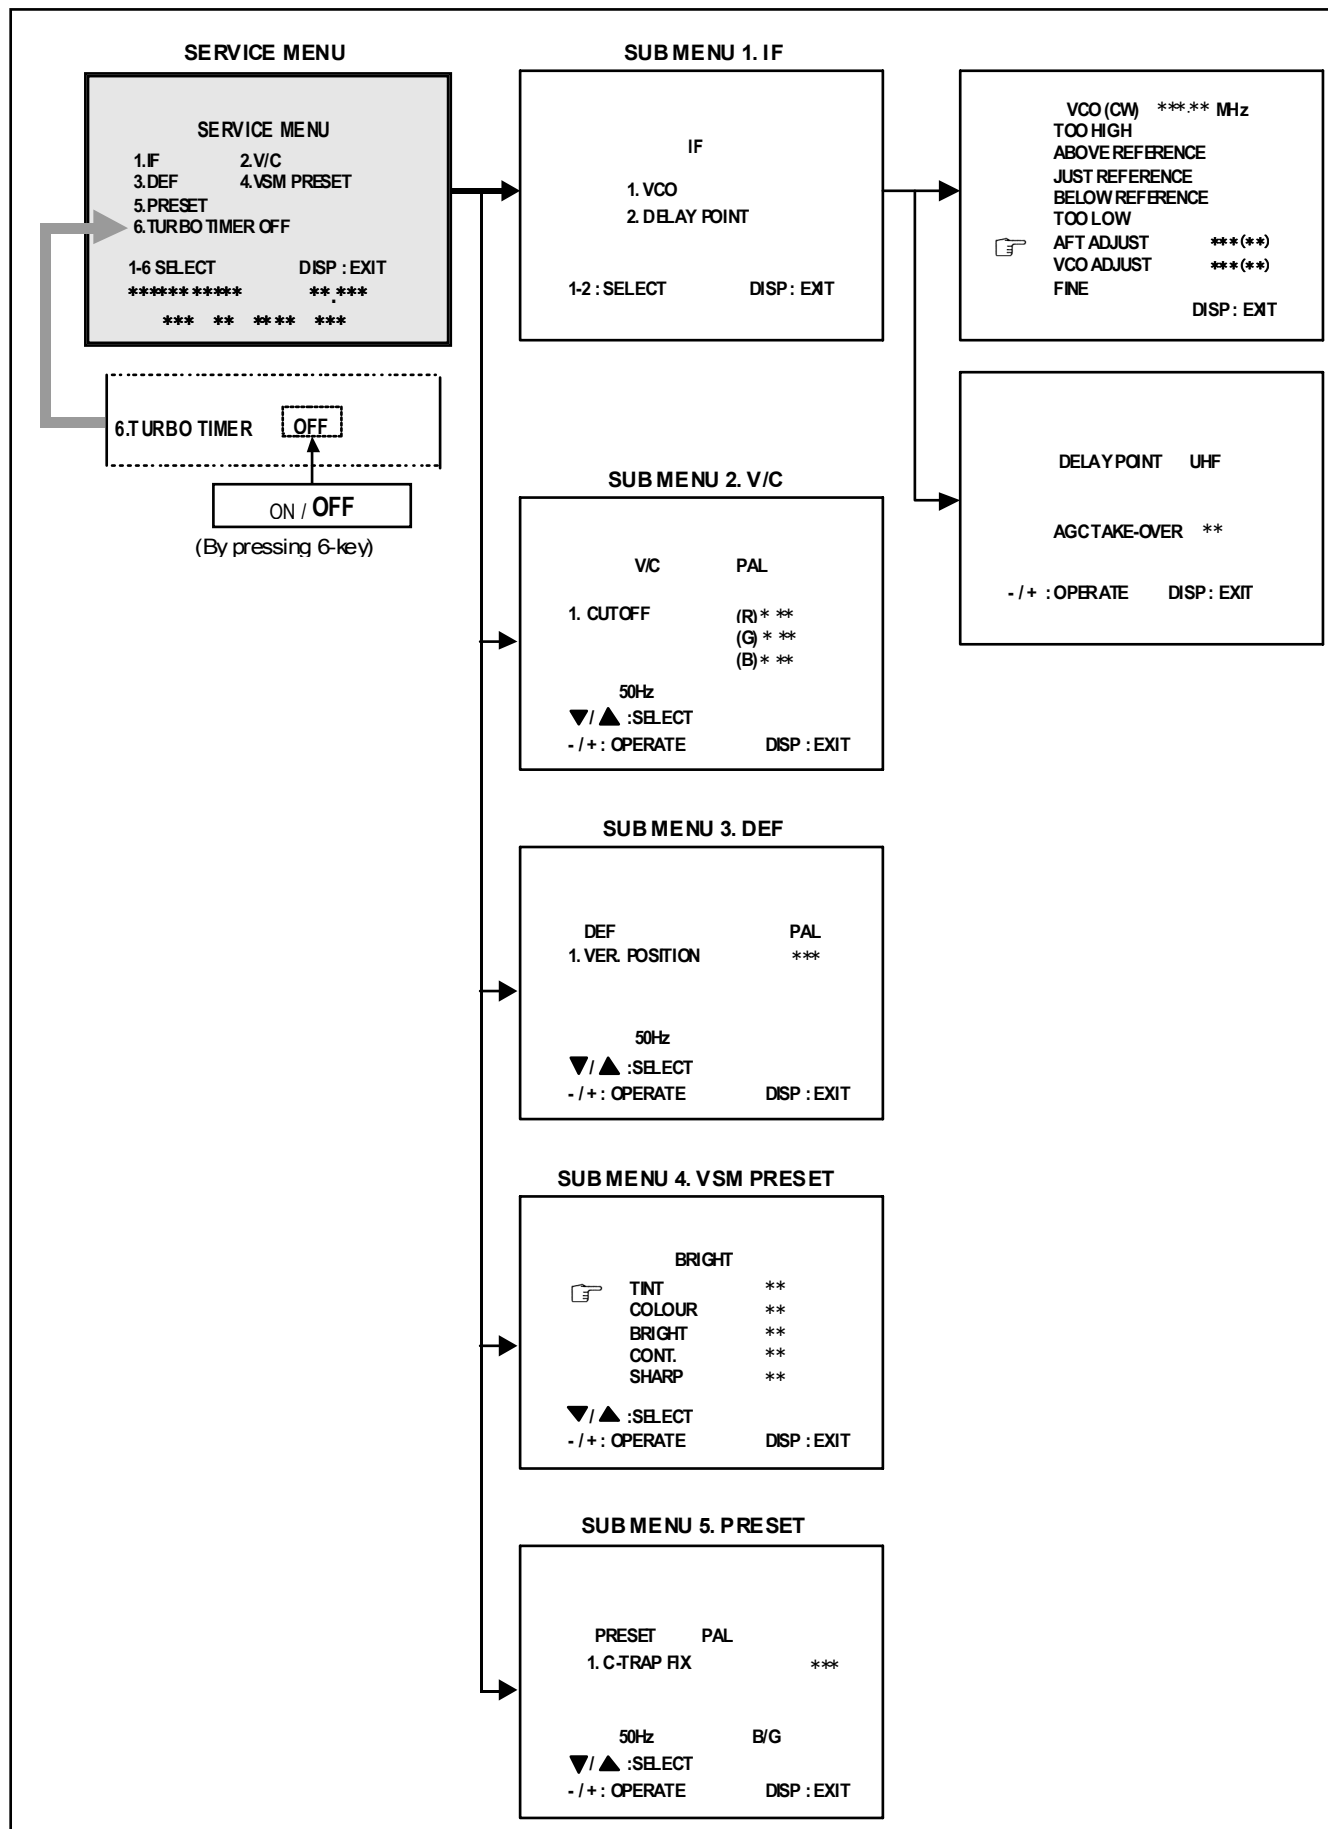 SERVICE MENU
SERVICE MENU
1.IF 2.V/C
3.DEF 4.VSM PRESET
5.PRESET
6.TURBO TIMER OFF
1-6 SELECT DISP : EXIT
*********** **.***
*** ** **** ***
6.TURBO TIMER OFF
ON / OFF
(By pressing 6-key)
SUB MENU 1. IF
IF
1. VCO
2. DELAY POINT
1-2 : SELECT DISP : EXIT
VCO (CW) ***.** MHz
TOO HIGH
ABOVE REFERENCE
JUST REFERENCE
BELOW REFERENCE
TOO LOW
☞ AFT ADJUST ***(**)
VCO ADJUST ***(**)
FINE
DISP : EXIT
DELAY POINT UHF
AGC TAKE-OVER **
- / + : OPERATE DISP : EXIT
SUB MENU 2. V/C
V/C PAL
1. CUTOFF (R) * **
(G) * **
(B) * **
50Hz
▼/ ▲ :SELECT
- / + : OPERATE DISP : EXIT
SUB MENU 3. DEF
DEF PAL
1. VER. POSITION ***
50Hz
▼/ ▲ :SELECT
- / + : OPERATE DISP : EXIT
SUB MENU 4. VSM PRESET
BRIGHT
☞ TINT **
COLOUR **
BRIGHT **
CONT. **
SHARP **
▼/ ▲ :SELECT
- / + : OPERATE DISP : EXIT
SUB MENU 5. PRESET
PRESET PAL
1. C-TRAP FIX ***
50Hz B/G
▼/ ▲ :SELECT
- / + : OPERATE DISP : EXIT